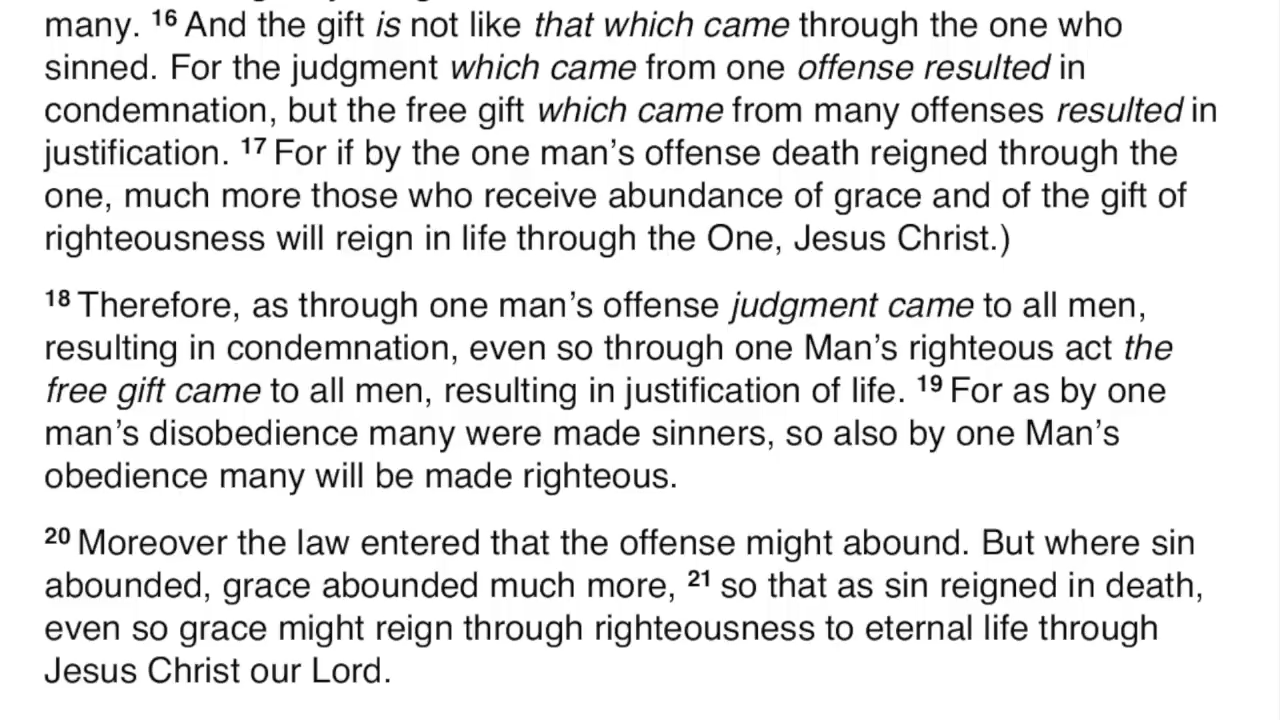 many. 16 And the gift is not like that which came through the one who
sinned. For the judgment which came from one offense resulted in
condemnation, but the free gift which came from many offenses resulted in
justification. 17 For if by the one man’s offense death reigned through the
one, much more those who receive abundance of grace and of the gift of
righteousness will reign in life through the One, Jesus Christ.)
18 Therefore, as through one man’s offense judgment came to all men,
resulting in condemnation, even so through one Man’s righteous act the
free gift came to all men, resulting in justification of life. 19 For as by one
man’s disobedience many were made sinners, so also by one Man’s
obedience many will be made righteous.
20 Moreover the law entered that the offense might abound. But where sin
abounded, grace abounded much more, 21 so that as sin reigned in death,
even so grace might reign through righteousness to eternal life through
Jesus Christ our Lord.